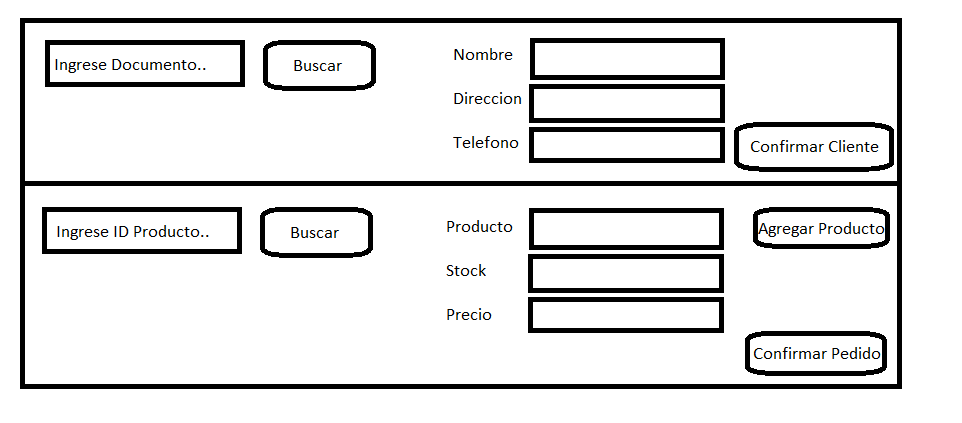 Ingrese Documento..
Buscar
Nombre
Direccion
Telefono
Confirmar Cliente
Ingrese ID Producto..
Buscar
Producto
Stock
Precio
Agregar Producto
Confirmar Pedido